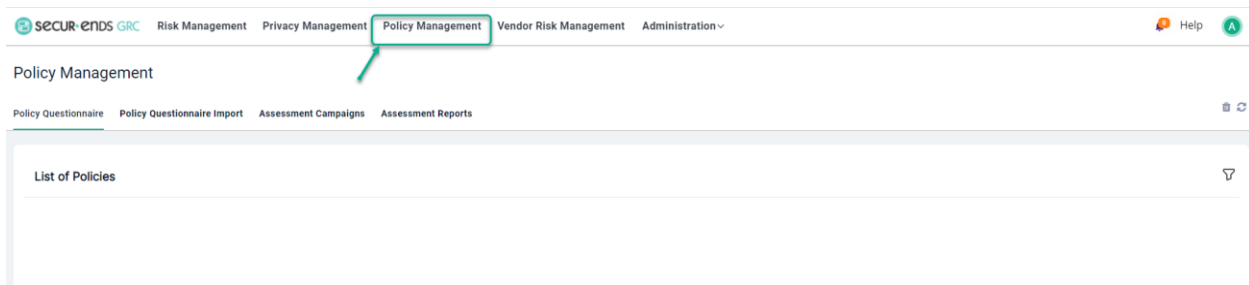 SECUR-ENDS GRC Risk Management Privacy Management Policy Management Vendor Risk Management Administration Help A
Policy Management
Policy Questionnaire Policy Questionnaire Import Assessment Campaigns Assessment Reports
List of Policies